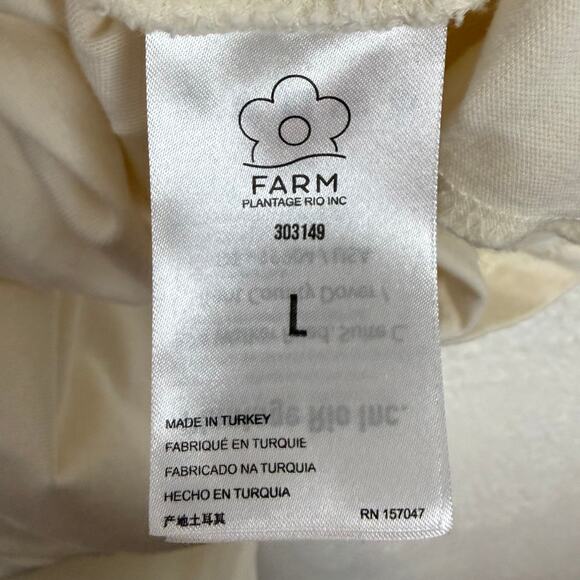 FARM
PLANTAGE RIO INC
303149
L
MADE IN TURKEY
FABRIQUÉ EN TURQUIE
FABRICADO NA TURQUIA
HECHO EN TURQUIA
产地土耳其
RN 157047